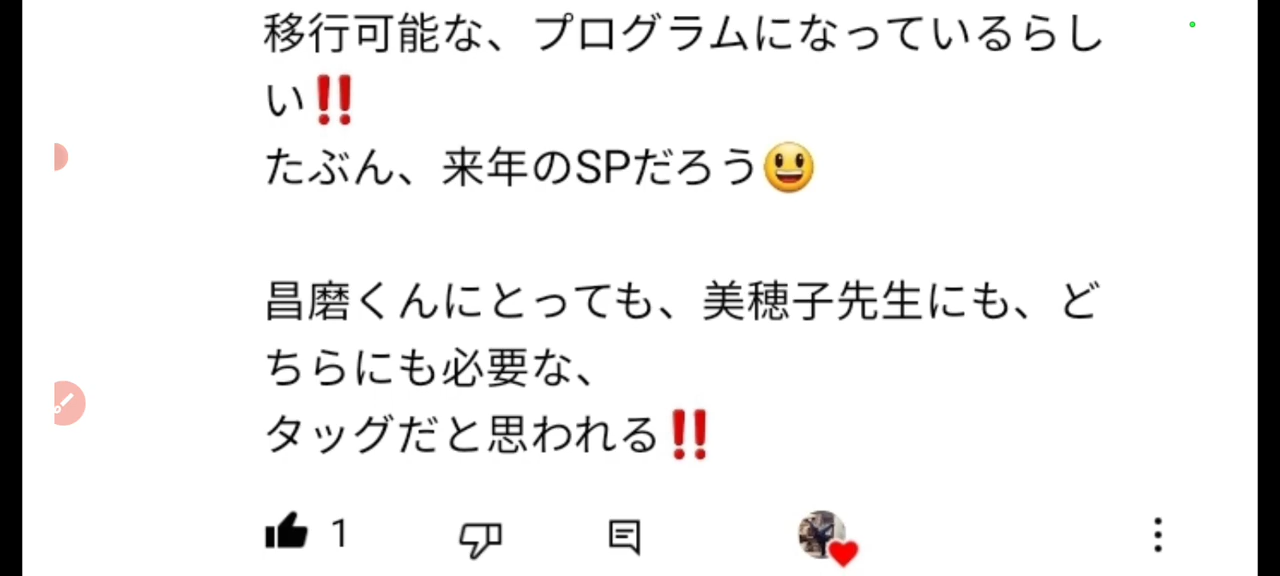 移行可能な、プログラムになっているらし
い‼️
たぶん、来年のSPだろう😃
昌磨くんにとっても、美穂子先生にも、ど
ちらにも必要な、
タッグだと思われる‼️
1